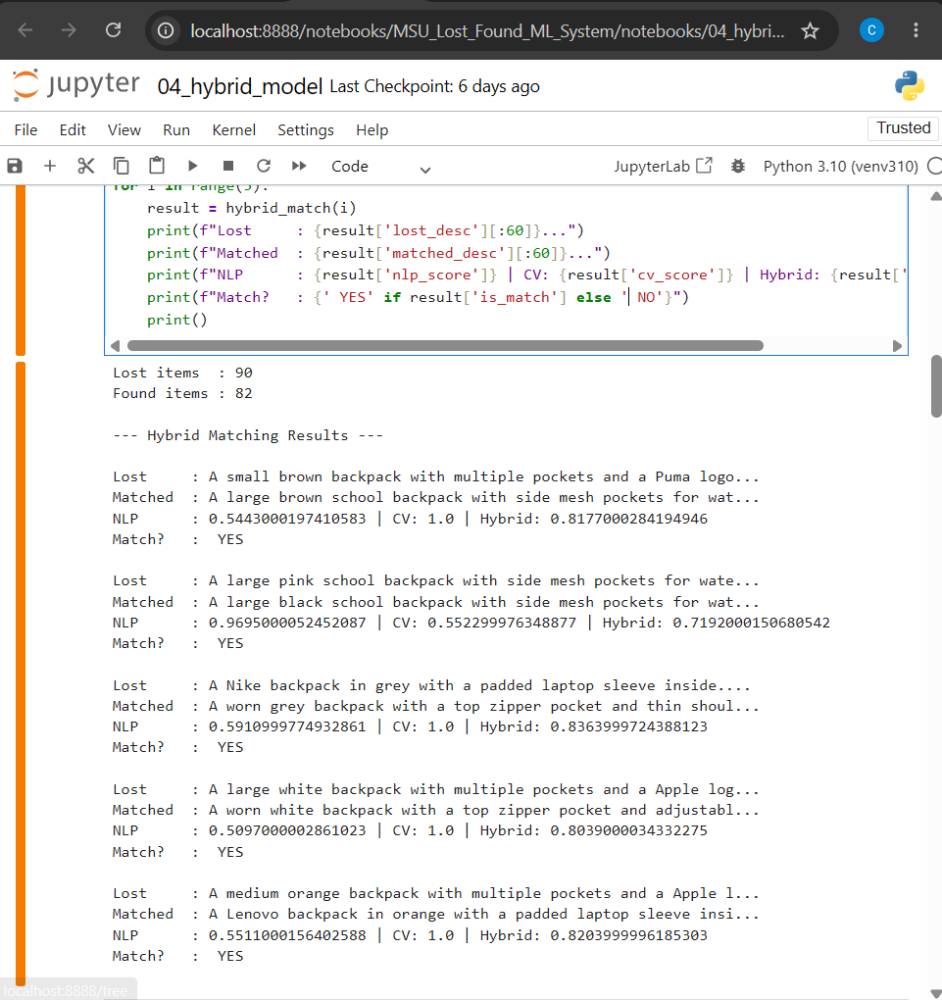 localhost:8888/notebooks/MSU_Lost_Found_ML_System/notebooks/04_hybri...
C
jupyter 04_hybrid_model Last Checkpoint: 6 days ago
File Edit View Run Kernel Settings Help Trusted
Code JupyterLab Python 3.10 (venv310)
for i in range(5):
    result = hybrid_match(i)
    print(f"Lost     : {result['lost_desc'][:60]}...")
    print(f"Matched  : {result['matched_desc'][:60]}...")
    print(f"NLP      : {result['nlp_score']} | CV: {result['cv_score']} | Hybrid: {result['
    print(f"Match?   : {' YES' if result['is_match'] else ' NO'}")
    print()
Lost items  : 90
Found items : 82
--- Hybrid Matching Results ---
Lost     : A small brown backpack with multiple pockets and a Puma logo...
Matched  : A large brown school backpack with side mesh pockets for wat...
NLP      : 0.5443000197410583 | CV: 1.0 | Hybrid: 0.8177000284194946
Match?   :  YES
Lost     : A large pink school backpack with side mesh pockets for wate...
Matched  : A large black school backpack with side mesh pockets for wat...
NLP      : 0.9695000052452087 | CV: 0.552299976348877 | Hybrid: 0.7192000150680542
Match?   :  YES
Lost     : A Nike backpack in grey with a padded laptop sleeve inside....
Matched  : A worn grey backpack with a top zipper pocket and thin shoul...
NLP      : 0.5910999774932861 | CV: 1.0 | Hybrid: 0.8363999724388123
Match?   :  YES
Lost     : A large white backpack with multiple pockets and a Apple log...
Matched  : A worn white backpack with a top zipper pocket and adjustabl...
NLP      : 0.5097000002861023 | CV: 1.0 | Hybrid: 0.8039000034332275
Match?   :  YES
Lost     : A medium orange backpack with multiple pockets and a Apple l...
Matched  : A Lenovo backpack in orange with a padded laptop sleeve insi...
NLP      : 0.5511000156402588 | CV: 1.0 | Hybrid: 0.8203999996185303
Match?   :  YES
localhost:8888/tree